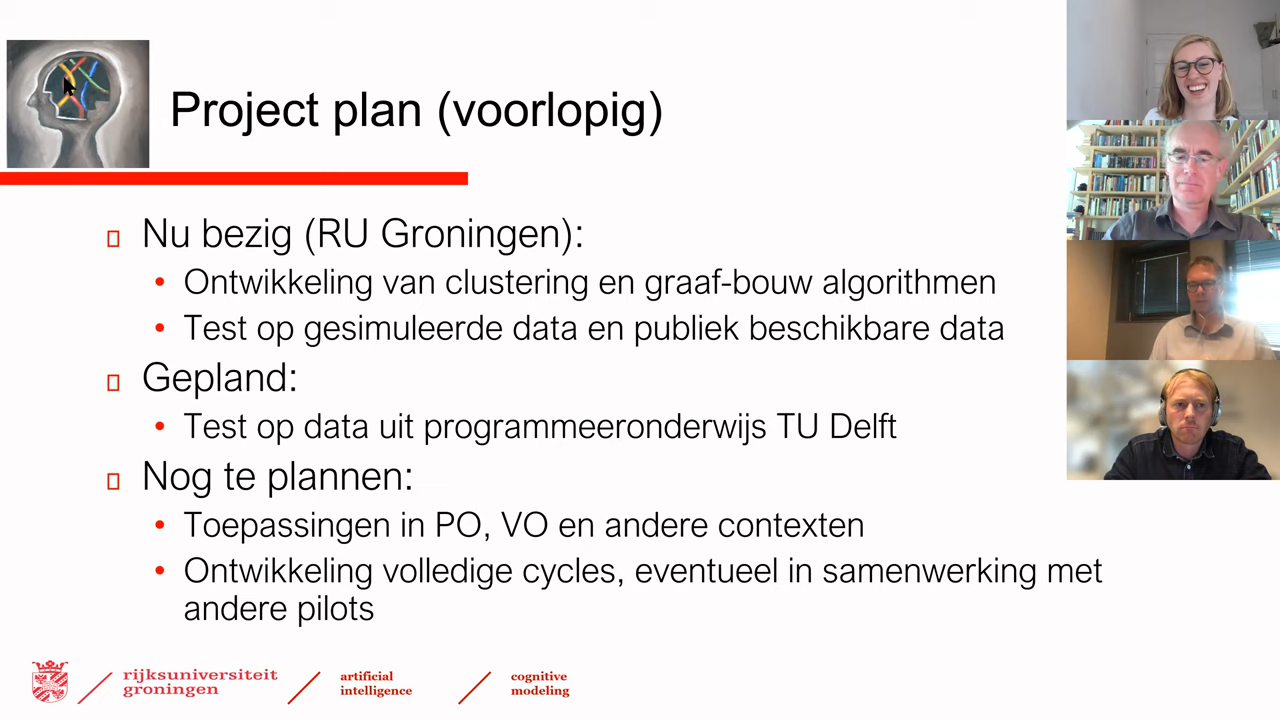 Project plan (voorlopig)
Nu bezig (RU Groningen):
• Ontwikkeling van clustering en graaf-bouw algorithmen
• Test op gesimuleerde data en publiek beschikbare data
Gepland:
• Test op data uit programmeeronderwijs TU Delft
Nog te plannen:
• Toepassingen in PO, VO en andere contexten
• Ontwikkeling volledige cycles, eventueel in samenwerking met
andere pilots
rijksuniversiteit
groningen
artificial
intelligence
cognitive
modeling